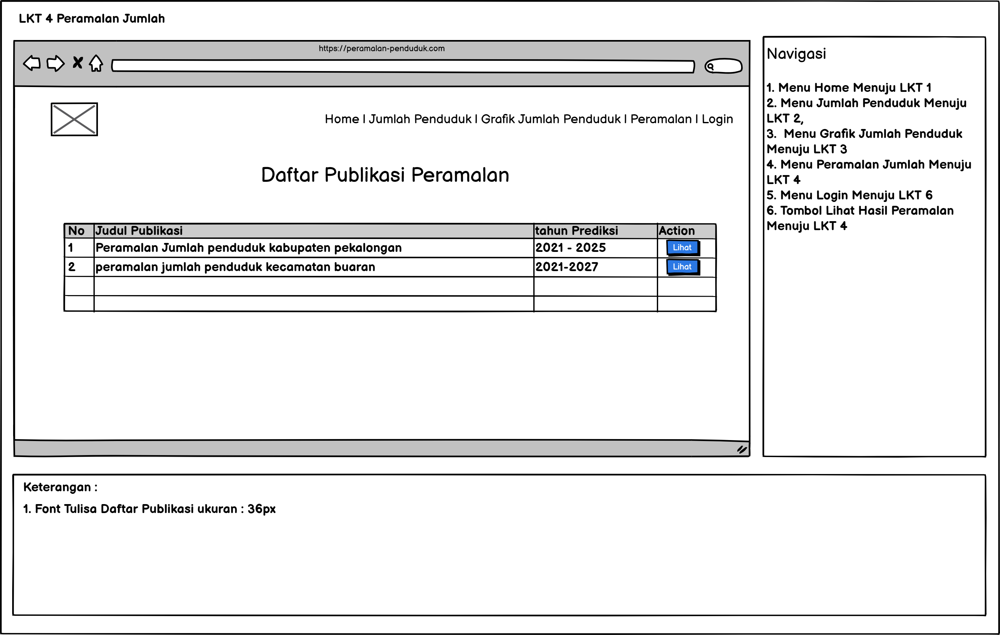 LKT 4 Peramalan Jumlah
https://peramalan-penduduk.com
Home | Jumlah Penduduk | Grafik Jumlah Penduduk | Peramalan | Login
Daftar Publikasi Peramalan
No Judul Publikasi tahun Prediksi Action
1 Peramalan Jumlah penduduk kabupaten pekalongan 2021 - 2025 Lihat
2 peramalan jumlah penduduk kecamatan buaran 2021-2027 Lihat
Navigasi
1. Menu Home Menuju LKT 1
2. Menu Jumlah Penduduk Menuju
LKT 2,
3. Menu Grafik Jumlah Penduduk
Menuju LKT 3
4. Menu Peramalan Jumlah Menuju
LKT 4
5. Menu Login Menuju LKT 6
6. Tombol Lihat Hasil Peramalan
Menuju LKT 4
Keterangan :
1. Font Tulisa Daftar Publikasi ukuran : 36px